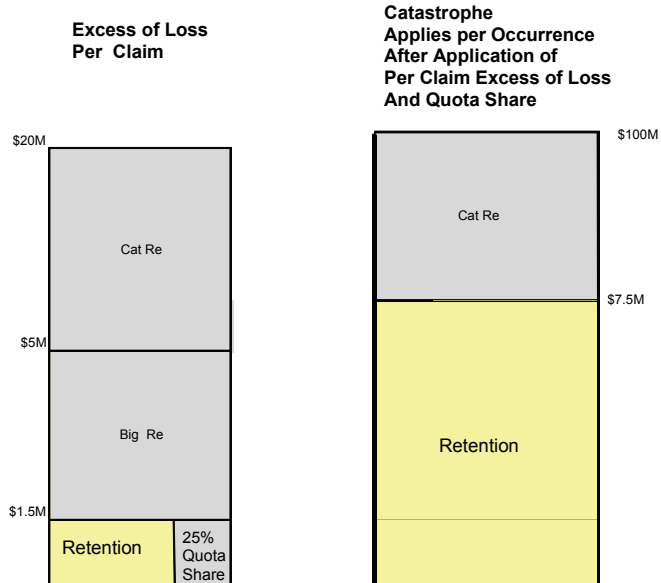 Excess of Loss
Per Claim
$20M
Cat Re
$5M
Big Re
$1.5M
Retention
25%
Quota
Share
Catastrophe
Applies per Occurrence
After Application of
Per Claim Excess of Loss
And Quota Share
$100M
Cat Re
$7.5M
Retention